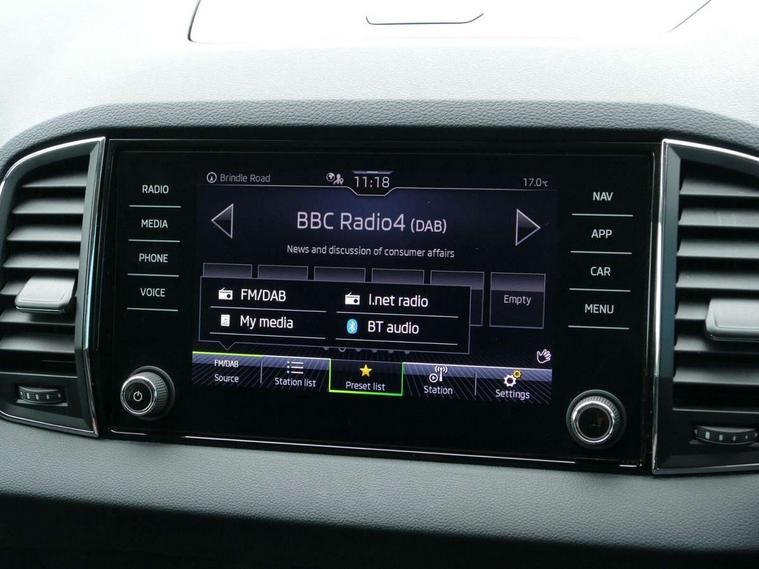 RADIO
MEDIA
PHONE
VOICE
Brindle Road
11:18
17.0°C
BBC Radio4 (DAB)
News and discussion of consumer affairs
Empty
FM/DAB
I.net radio
My media
BT audio
FM/DAB
Source
Station list
Preset list
Station
Settings
NAV
APP
CAR
MENU